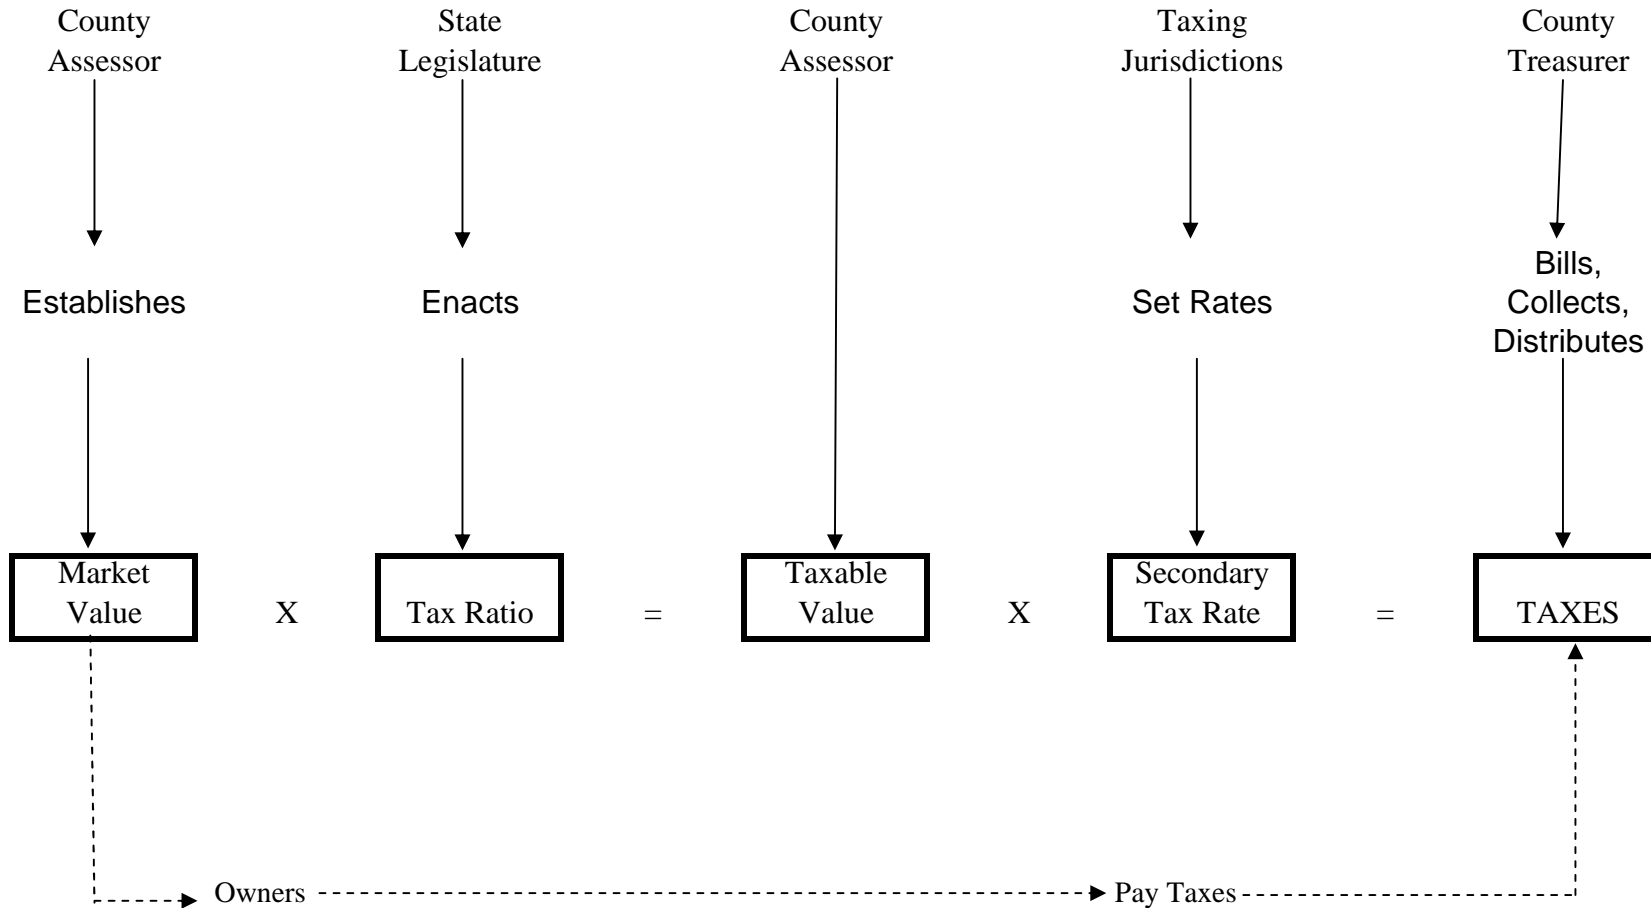 County
Assessor
State
Legislature
County
Assessor
Taxing
Jurisdictions
County
Treasurer
Establishes
Enacts
Set Rates
Bills,
Collects,
Distributes
Market
Value
X
Tax Ratio
=
Taxable
Value
X
Secondary
Tax Rate
=
TAXES
Owners
Pay Taxes